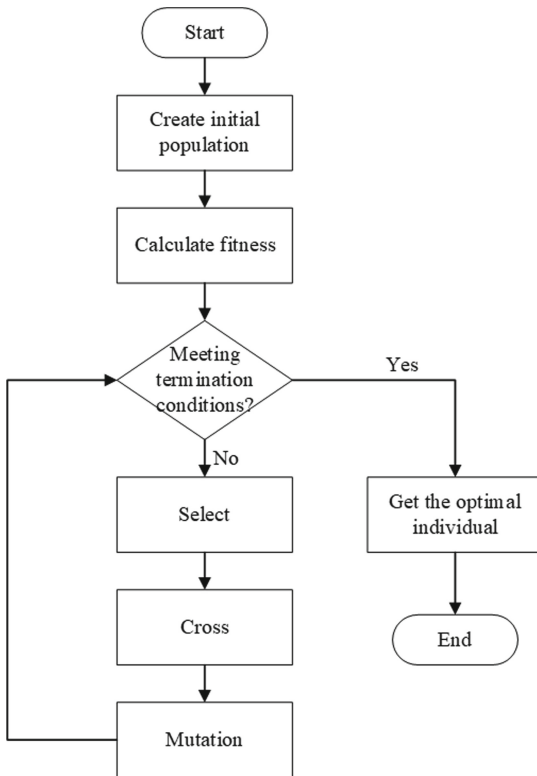 Start
Create initial
population
Calculate fitness
Meeting
termination
conditions?
Yes
No
Select
Get the optimal
individual
Cross
End
Mutation